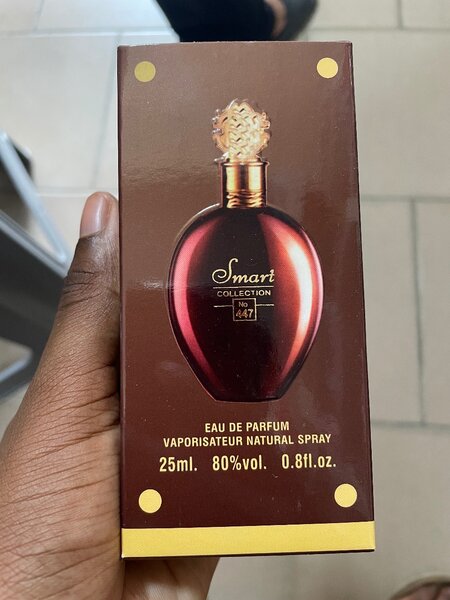 Smart
COLLECTION
No
447
EAU DE PARFUM
VAPORISATEUR NATURAL SPRAY
25ml. 80%vol. 0.8fl.oz.